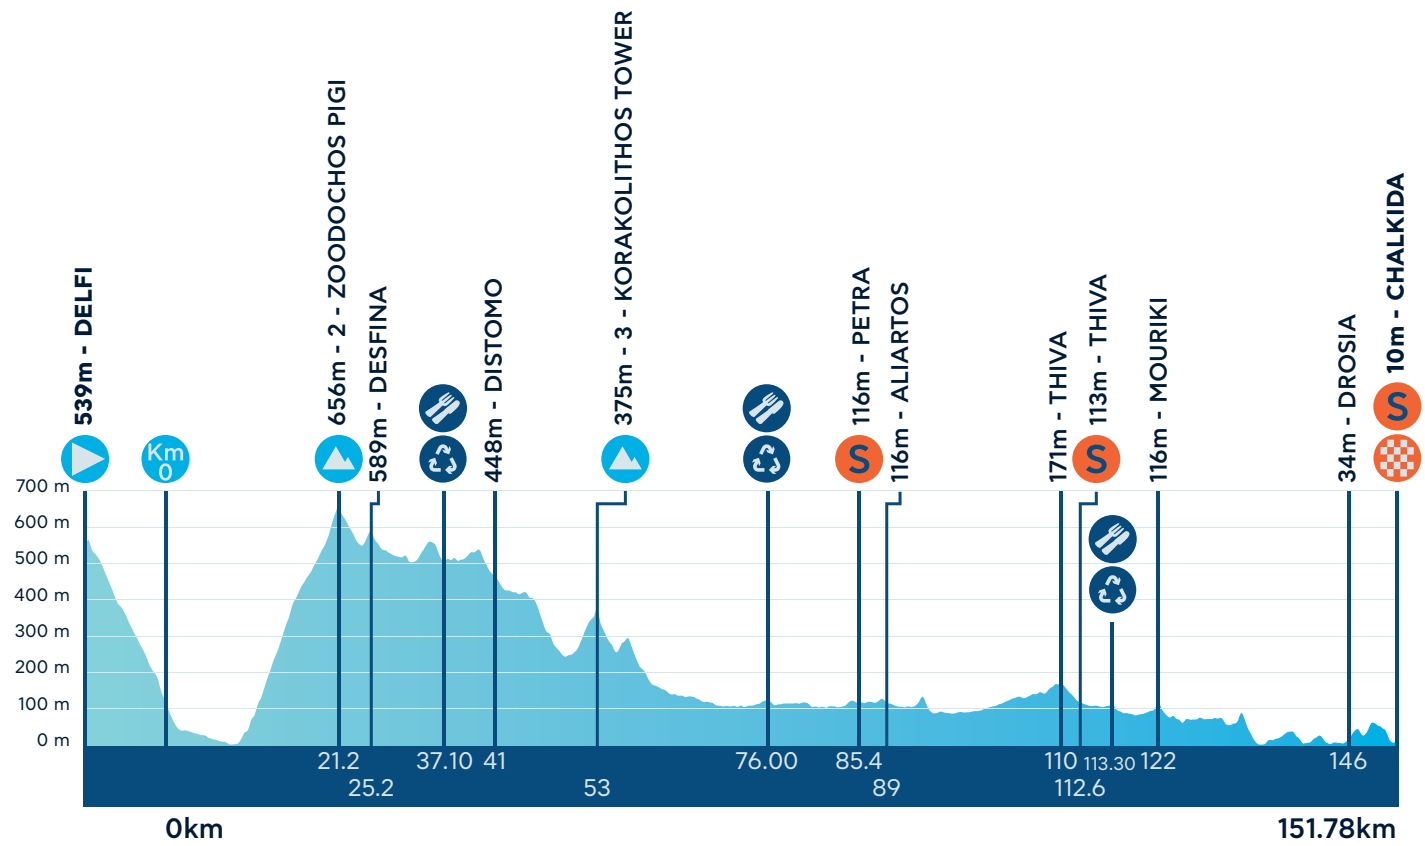 539m - DELFI
Km
0
656m - 2 - ZOODOCHOS PIGI
589m - DESFINA
448m - DISTOMO
375m - 3 - KORAKOLITHOS TOWER
S
116m - PETRA
116m - ALIARTOS
171m - THIVA
S
113m - THIVA
116m - MOURIKI
34m - DROSIA
10m - CHALKIDA
S
700 m
600 m
500 m
400 m
300 m
200 m
100 m
0 m
21.2 37.10 41 76.00 85.4 110 113.30 122 146
25.2 53 89 112.6
0km 151.78km